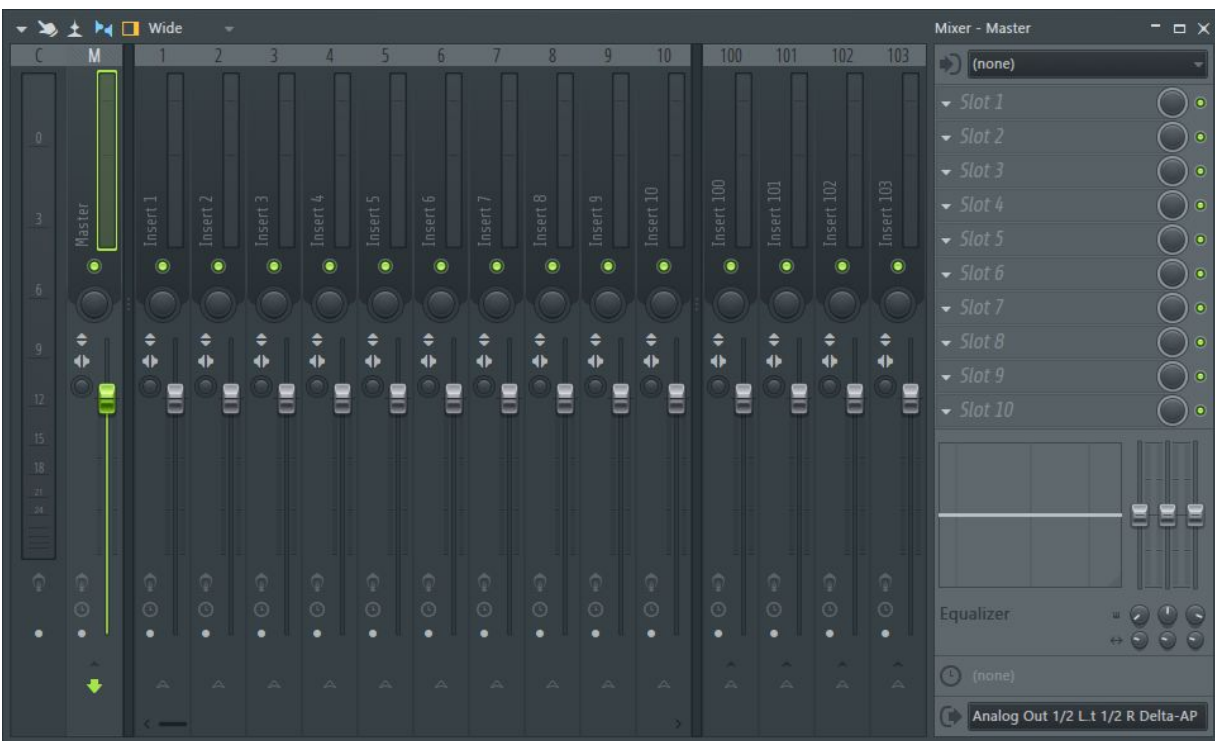 Wide
Mixer - Master
C M 1 2 3 4 5 6 7 8 9 10 100 101 102 103
(none)
Master
Insert 1
Insert 2
Insert 3
Insert 4
Insert 5
Insert 6
Insert 7
Insert 8
Insert 9
Insert 10
Insert 100
Insert 101
Insert 102
Insert 103
0
3
6
9
12
15
18
21
24
Slot 1
Slot 2
Slot 3
Slot 4
Slot 5
Slot 6
Slot 7
Slot 8
Slot 9
Slot 10
Equalizer
(none)
Analog Out 1/2 L..t 1/2 R Delta-AP